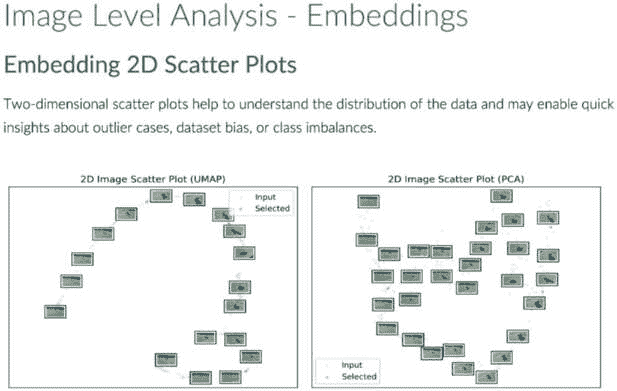 Image Level Analysis - Embeddings
Embedding 2D Scatter Plots
Two-dimensional scatter plots help to understand the distribution of the data and may enable quick
insights about outlier cases, dataset bias, or class imbalances.
2D Image Scatter Plot (UMAP)
Input
Selected
2D Image Scatter Plot (PCA)
Input
Selected